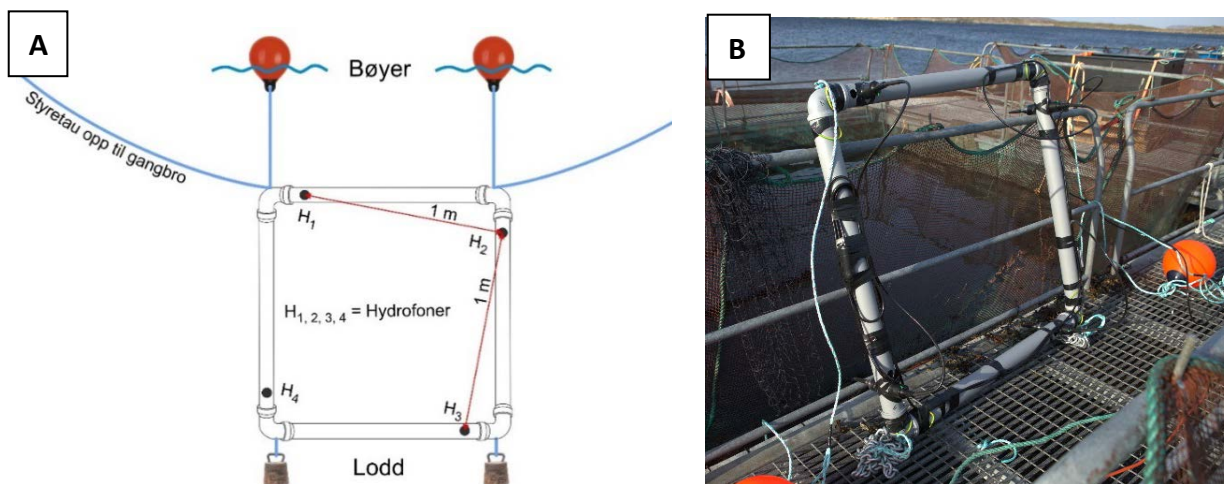 A
Bøyer
Styretau opp til gangbro
H1
1 m
H2
1 m
H1, 2, 3, 4 = Hydrofoner
H4
H3
Lodd
B